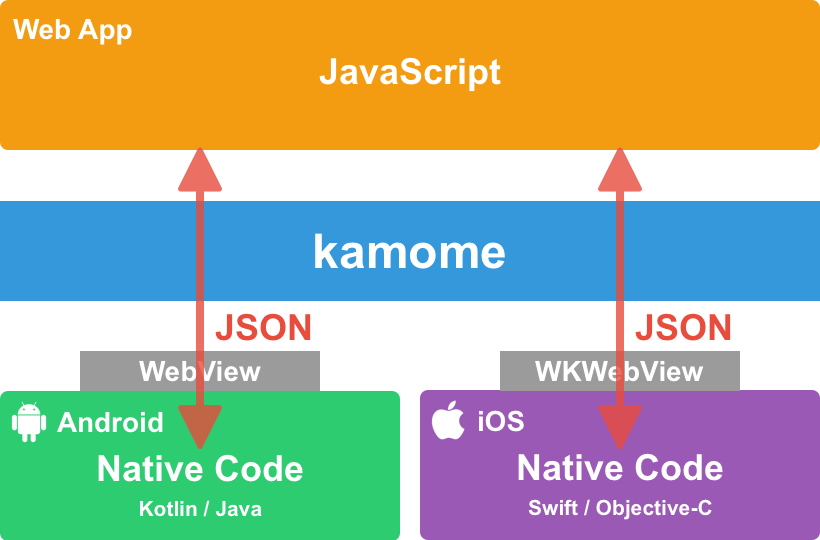 Web App
JavaScript
kamome
JSON
JSON
WebView
WKWebView
Android
iOS
Native Code
Native Code
Kotlin / Java
Swift / Objective-C